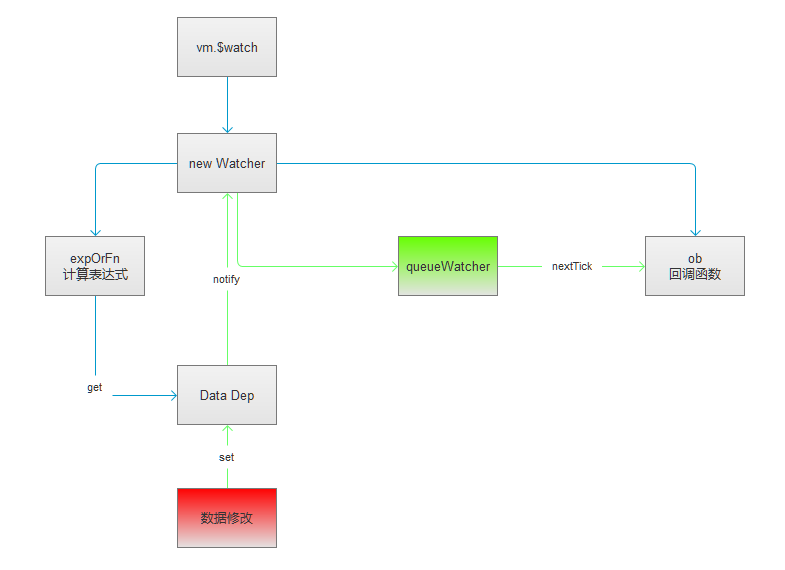 vm.$watch
new Watcher
expOrFn
计算表达式
queueWatcher
nextTick
ob
回调函数
notify
get
Data Dep
set
数据修改